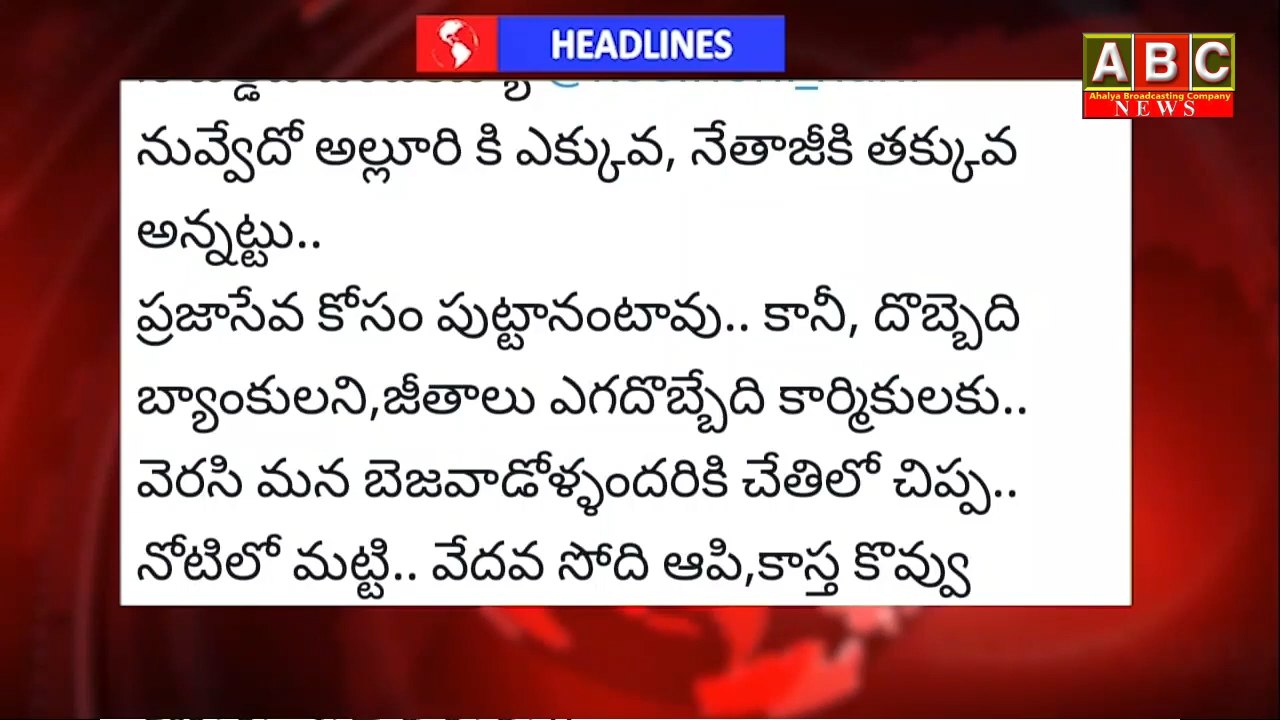 HEADLINES
ABC
Ahalya Broadcasting Company
NEWS
నువ్వేదో అల్లూరి కి ఎక్కువ, నేతాజీకి తక్కువ
అన్నట్టు..
ప్రజాసేవ కోసం పుట్టానంటావు.. కానీ, దొబ్బెది
బ్యాంకులని,జీతాలు ఎగదొబ్బేది కార్మికులకు..
వెరసి మన బెజవాడోళ్ళందరికి చేతిలో చిప్ప..
నోటిలో మట్టి.. వేదవ సోది ఆపి,కాస్త కొవ్వు